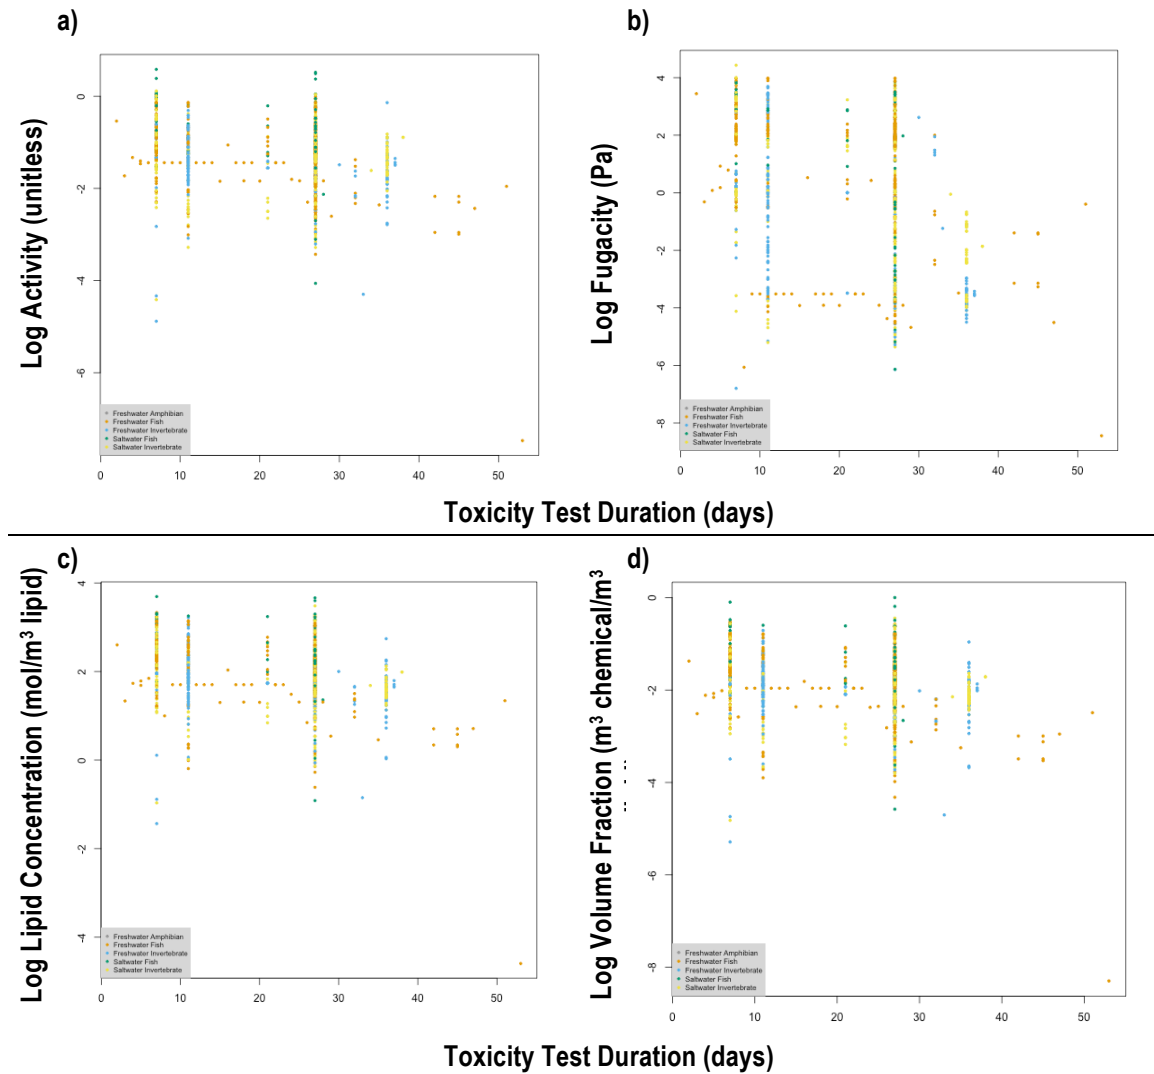 a)
Log Activity (unitless)
0
-2
-4
-6
Freshwater Amphibian
Freshwater Fish
Freshwater Invertebrate
Saltwater Fish
Saltwater Invertebrate
0 10 20 30 40 50
b)
Log Fugacity (Pa)
4
2
0
-2
-4
-6
-8
Freshwater Amphibian
Freshwater Fish
Freshwater Invertebrate
Saltwater Fish
Saltwater Invertebrate
0 10 20 30 40 50
Toxicity Test Duration (days)
c)
Log Lipid Concentration (mol/m³ lipid)
4
2
0
-2
-4
Freshwater Amphibian
Freshwater Fish
Freshwater Invertebrate
Saltwater Fish
Saltwater Invertebrate
0 10 20 30 40 50
d)
Log Volume Fraction (m³ chemical/m³
0
-2
-4
-6
-8
Freshwater Amphibian
Freshwater Fish
Freshwater Invertebrate
Saltwater Fish
Saltwater Invertebrate
0 10 20 30 40 50
Toxicity Test Duration (days)